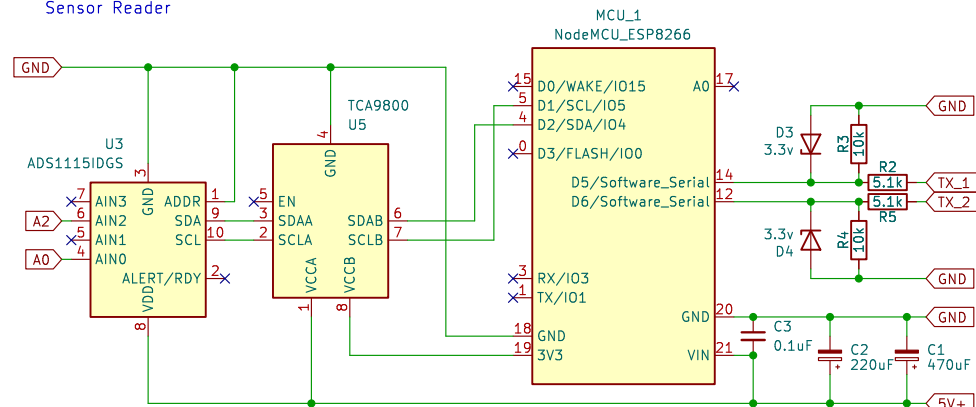 Sensor Reader
MCU_1
NodeMCU_ESP8266
GND
U3
ADS1115IDGS
3
GND
7 AIN3
6 AIN2
5 AIN1
4 AIN0
ADDR 1
SDA 9
SCL 10
ALERT/RDY 2
VDD
8
A2
A0
TCA9800
U5
4
GND
5 EN
3 SDAA
2 SCLA
SDAB 6
SCLB 7
VCCA
VCCB
1
8
15 D0/WAKE/IO15
5 D1/SCL/IO5
4 D2/SDA/IO4
0 D3/FLASH/IO0
3 RX/IO3
1 TX/IO1
18 GND
19 3V3
A0 17
D5/Software_Serial 14
D6/Software_Serial 12
GND 20
VIN 21
GND
D3
3.3v
R3
10k
R2
5.1k
TX_1
5.1k
TX_2
R5
3.3v
D4
R4
10k
GND
GND
C3
0.1uF
C2
220uF
+
C1
470uF
+
5V+